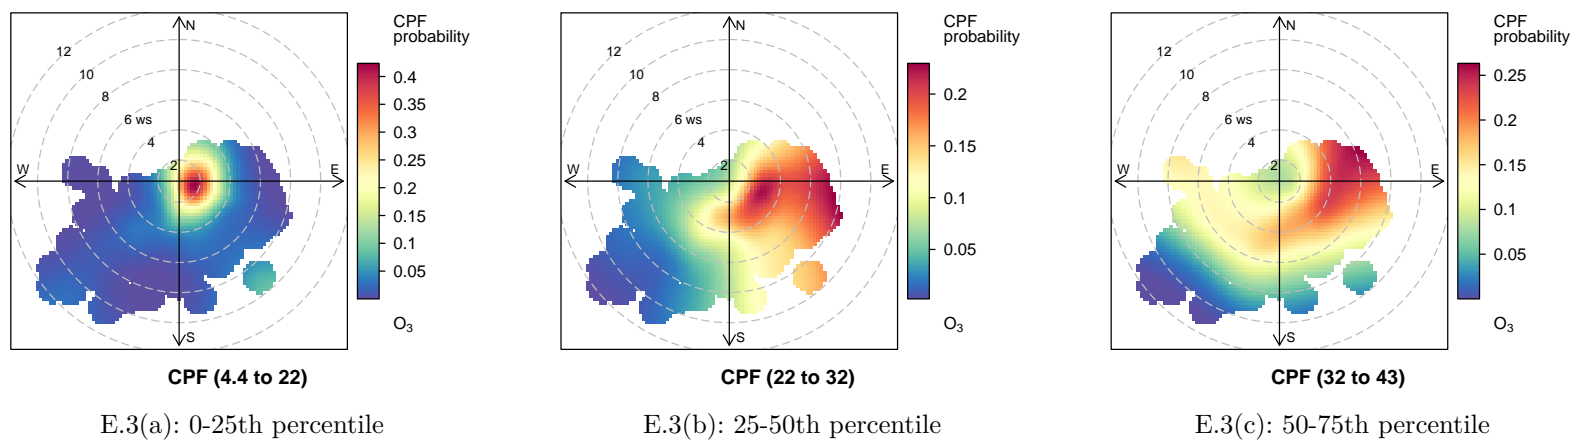 CPF
probability
N
12
10
8
6 ws
4
2
W
E
S
0.4
0.35
0.3
0.25
0.2
0.15
0.1
0.05
O3
CPF (4.4 to 22)
E.3(a): 0-25th percentile
CPF
probability
N
12
10
8
6 ws
4
2
W
E
S
0.2
0.15
0.1
0.05
O3
CPF (22 to 32)
E.3(b): 25-50th percentile
CPF
probability
N
12
10
8
6 ws
4
2
W
E
S
0.25
0.2
0.15
0.1
0.05
O3
CPF (32 to 43)
E.3(c): 50-75th percentile